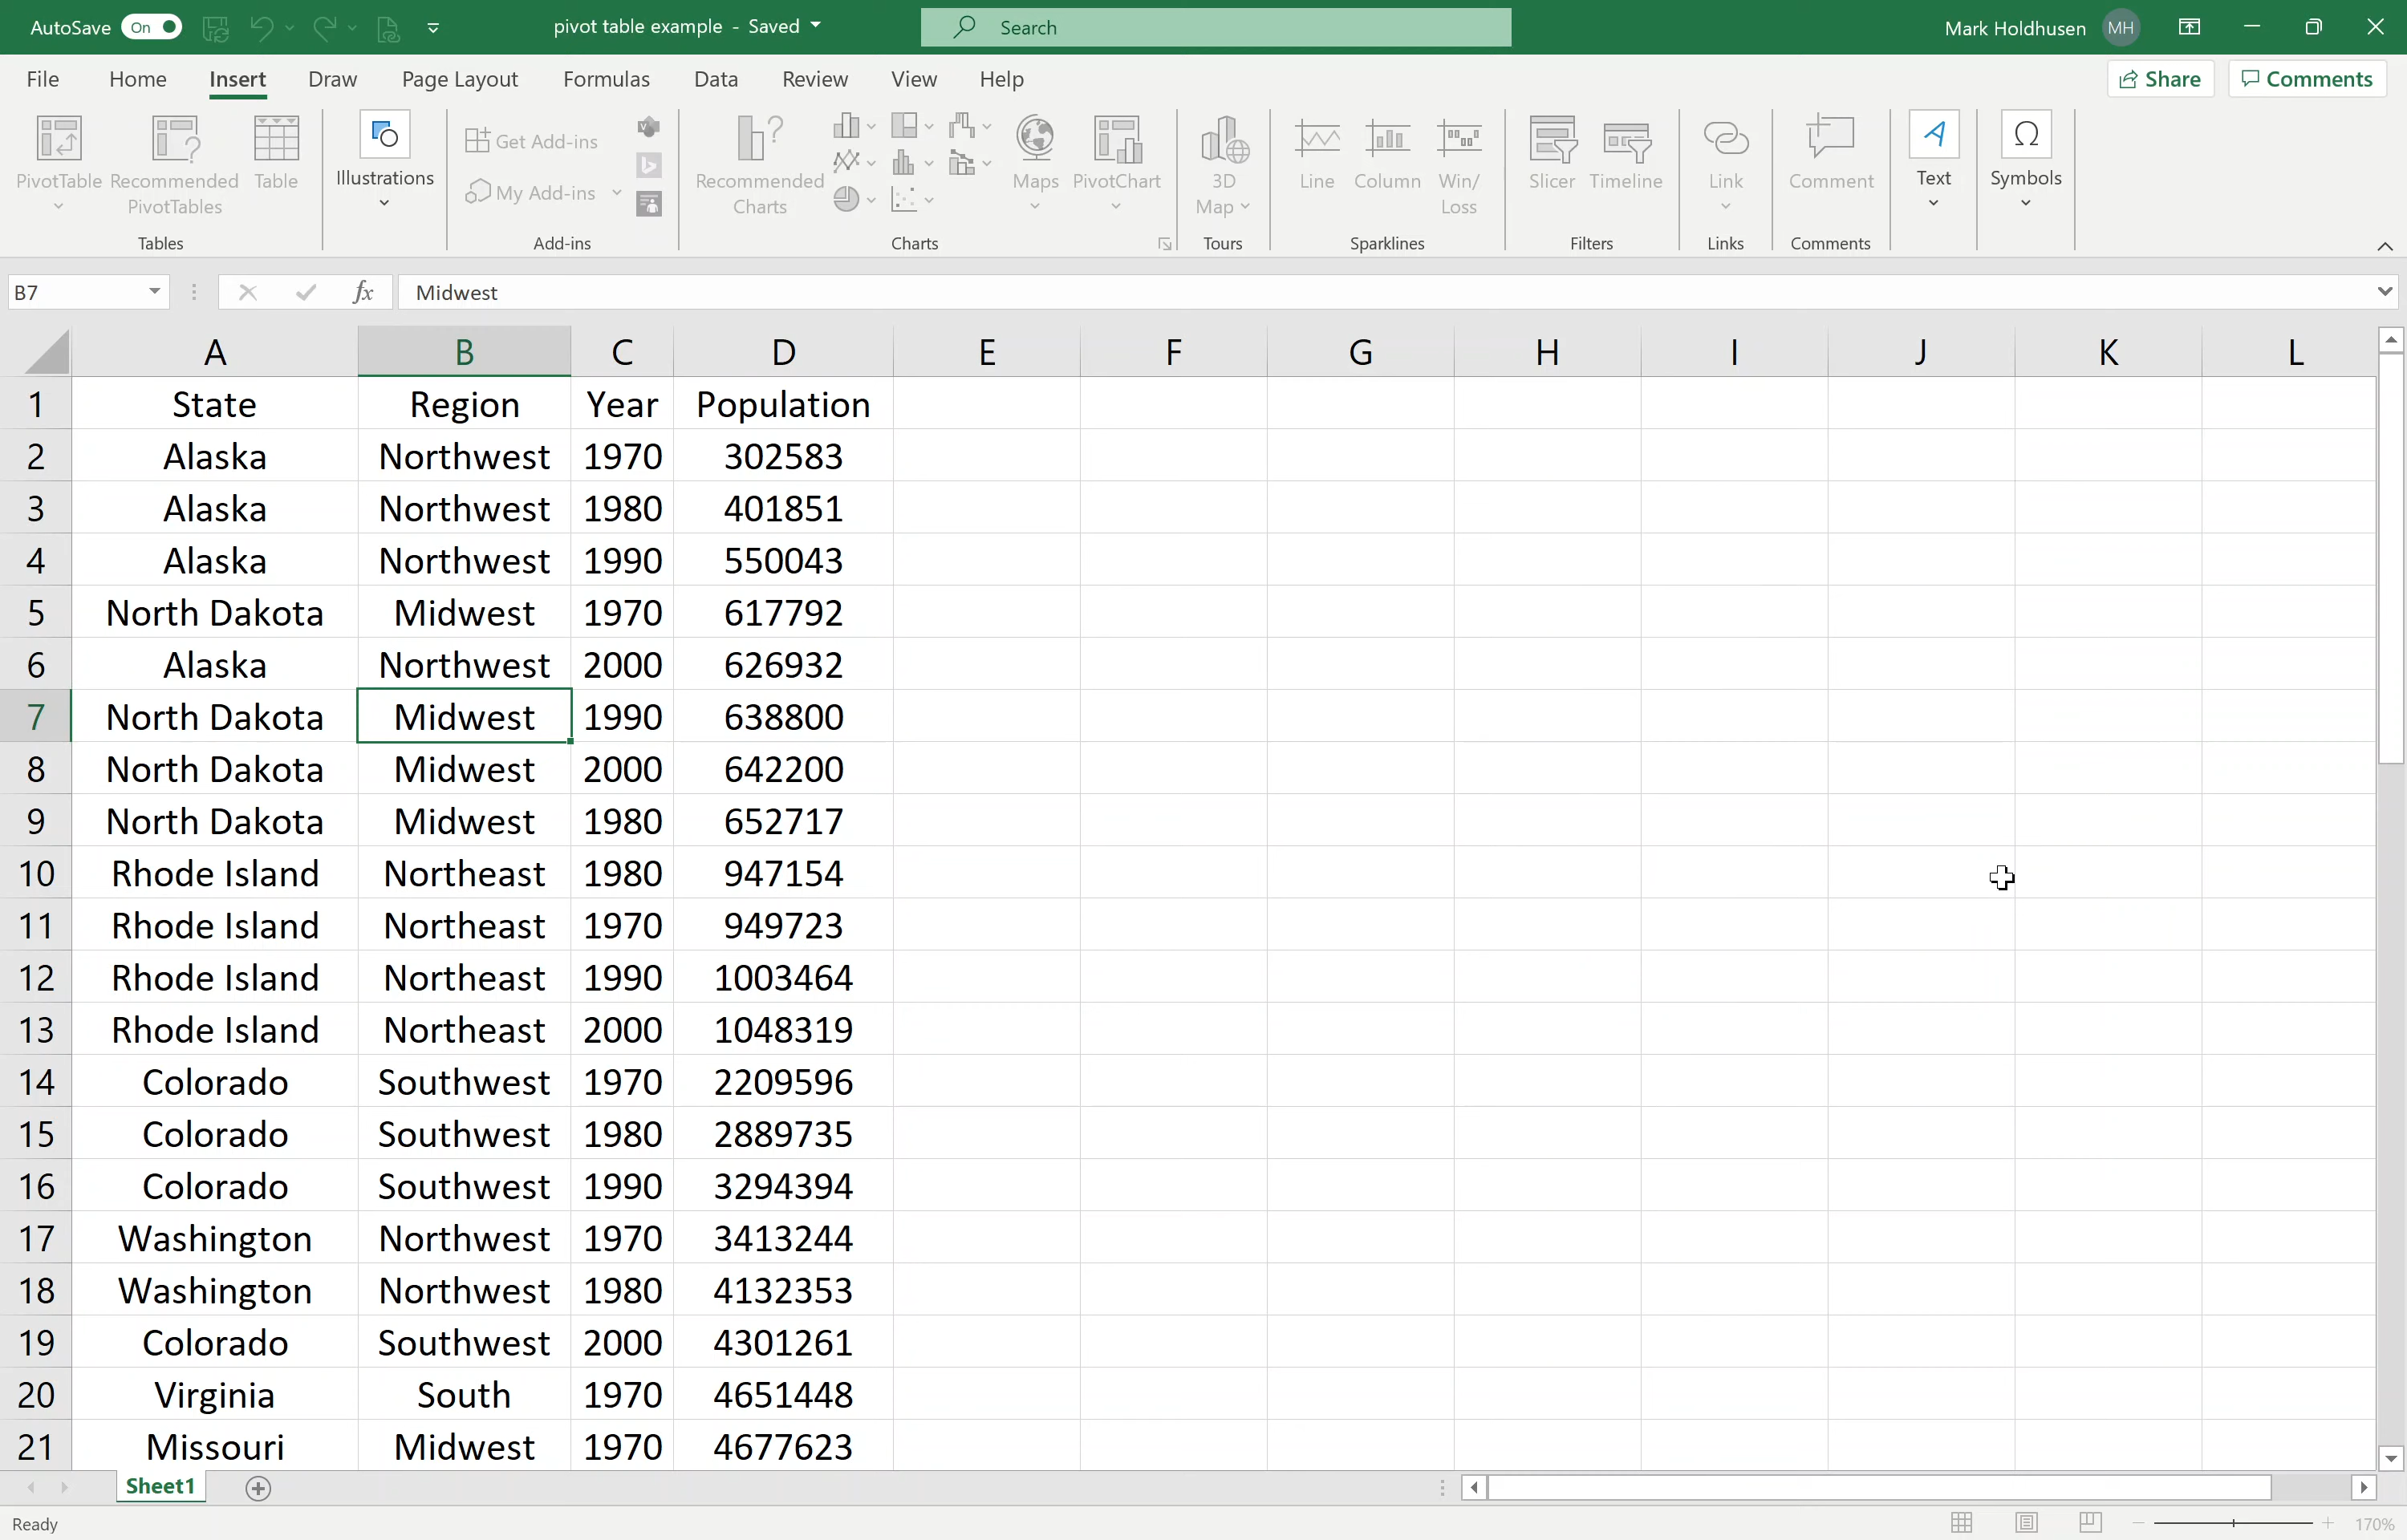 AutoSave On pivot table example - Saved Search Mark Holdhusen MH
File Home Insert Draw Page Layout Formulas Data Review View Help Share Comments
PivotTable Recommended PivotTables Table Illustrations Get Add-ins My Add-ins Recommended Charts Maps PivotChart 3D Map Line Column Win/Loss Slicer Timeline Link Comment Text Symbols
Tables Add-ins Charts Tours Sparklines Filters Links Comments
B7 fx Midwest
A B C D E F G H I J K L
1 State Region Year Population
2 Alaska Northwest 1970 302583
3 Alaska Northwest 1980 401851
4 Alaska Northwest 1990 550043
5 North Dakota Midwest 1970 617792
6 Alaska Northwest 2000 626932
7 North Dakota Midwest 1990 638800
8 North Dakota Midwest 2000 642200
9 North Dakota Midwest 1980 652717
10 Rhode Island Northeast 1980 947154
11 Rhode Island Northeast 1970 949723
12 Rhode Island Northeast 1990 1003464
13 Rhode Island Northeast 2000 1048319
14 Colorado Southwest 1970 2209596
15 Colorado Southwest 1980 2889735
16 Colorado Southwest 1990 3294394
17 Washington Northwest 1970 3413244
18 Washington Northwest 1980 4132353
19 Colorado Southwest 2000 4301261
20 Virginia South 1970 4651448
21 Missouri Midwest 1970 4677623
Sheet1
Ready 170%